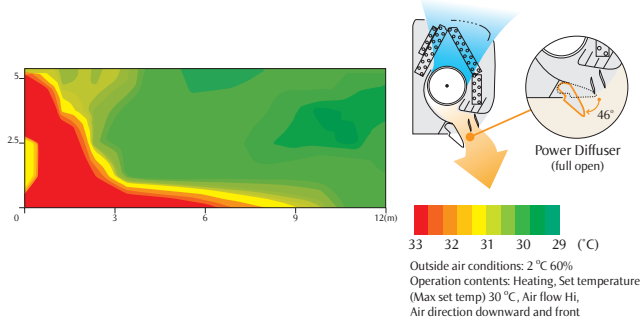 5
2.5
0
3
6
9
12(m)
46°
Power Diffuser
(full open)
33 32 31 30 29 (˚C)
Outside air conditions: 2 ºC 60%
Operation contents: Heating, Set temperature
(Max set temp) 30 ºC, Air flow Hi,
Air direction downward and front